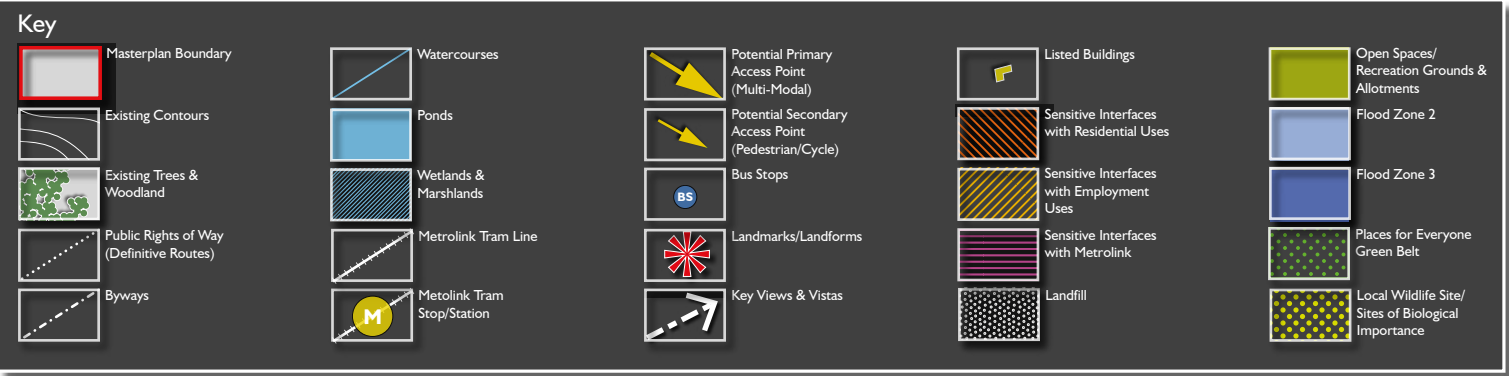 Key
Masterplan Boundary
Existing Contours
Existing Trees &
Woodland
Public Rights of Way
(Definitive Routes)
Byways
Watercourses
Ponds
Wetlands &
Marshlands
Metrolink Tram Line
M
Metolink Tram
Stop/Station
Potential Primary
Access Point
(Multi-Modal)
Potential Secondary
Access Point
(Pedestrian/Cycle)
BS
Bus Stops
Landmarks/Landforms
Key Views & Vistas
Listed Buildings
Sensitive Interfaces
with Residential Uses
Sensitive Interfaces
with Employment
Uses
Sensitive Interfaces
with Metrolink
Landfill
Open Spaces/
Recreation Grounds &
Allotments
Flood Zone 2
Flood Zone 3
Places for Everyone
Green Belt
Local Wildlife Site/
Sites of Biological
Importance